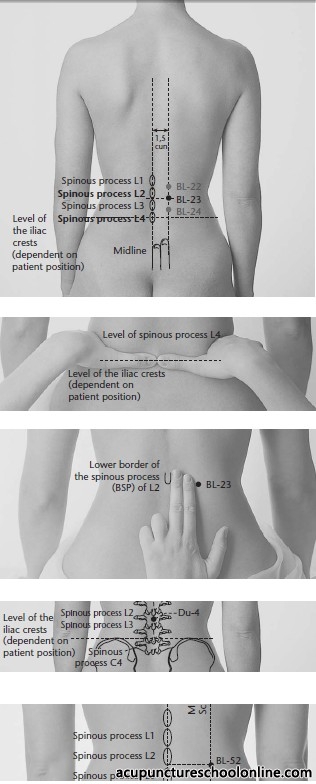 1,5
cun
Spinous process L1
Spinous process L2
Spinous process L3
Spinous process L4
BL-22
BL-23
BL-24
Level of
the iliac
crests
(dependent on
patient position)
Midline
Level of spinous process L4
Level of the iliac crests
(dependent on
patient position)
Lower border of
the spinous process
(BSP) of L2
BL-23
Level of the
iliac crests
(dependent on
patient position)
Spinous process L2
Spinous process L3
Du-4
Spinous
process C4
M
Sc
Spinous process L1
Spinous process L2
BL-52
Spinous p
acupunctureschoolonline.com